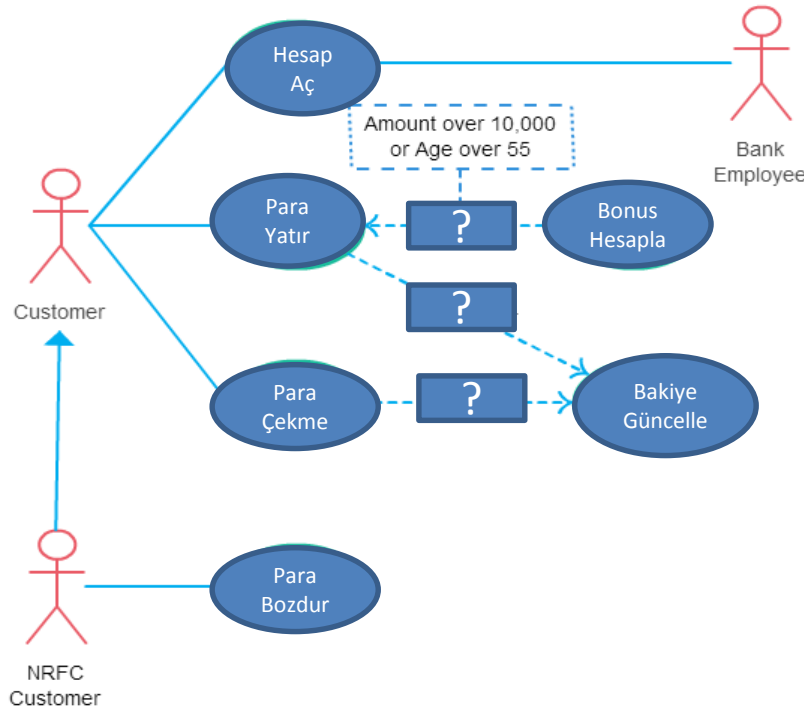 Hesap
Aç
Amount over 10,000
or Age over 55
Bank
Employee
Para
Yatır
?
Bonus
Hesapla
Customer
?
Para
Çekme
?
Bakiye
Güncelle
Para
Bozdur
NRFC
Customer